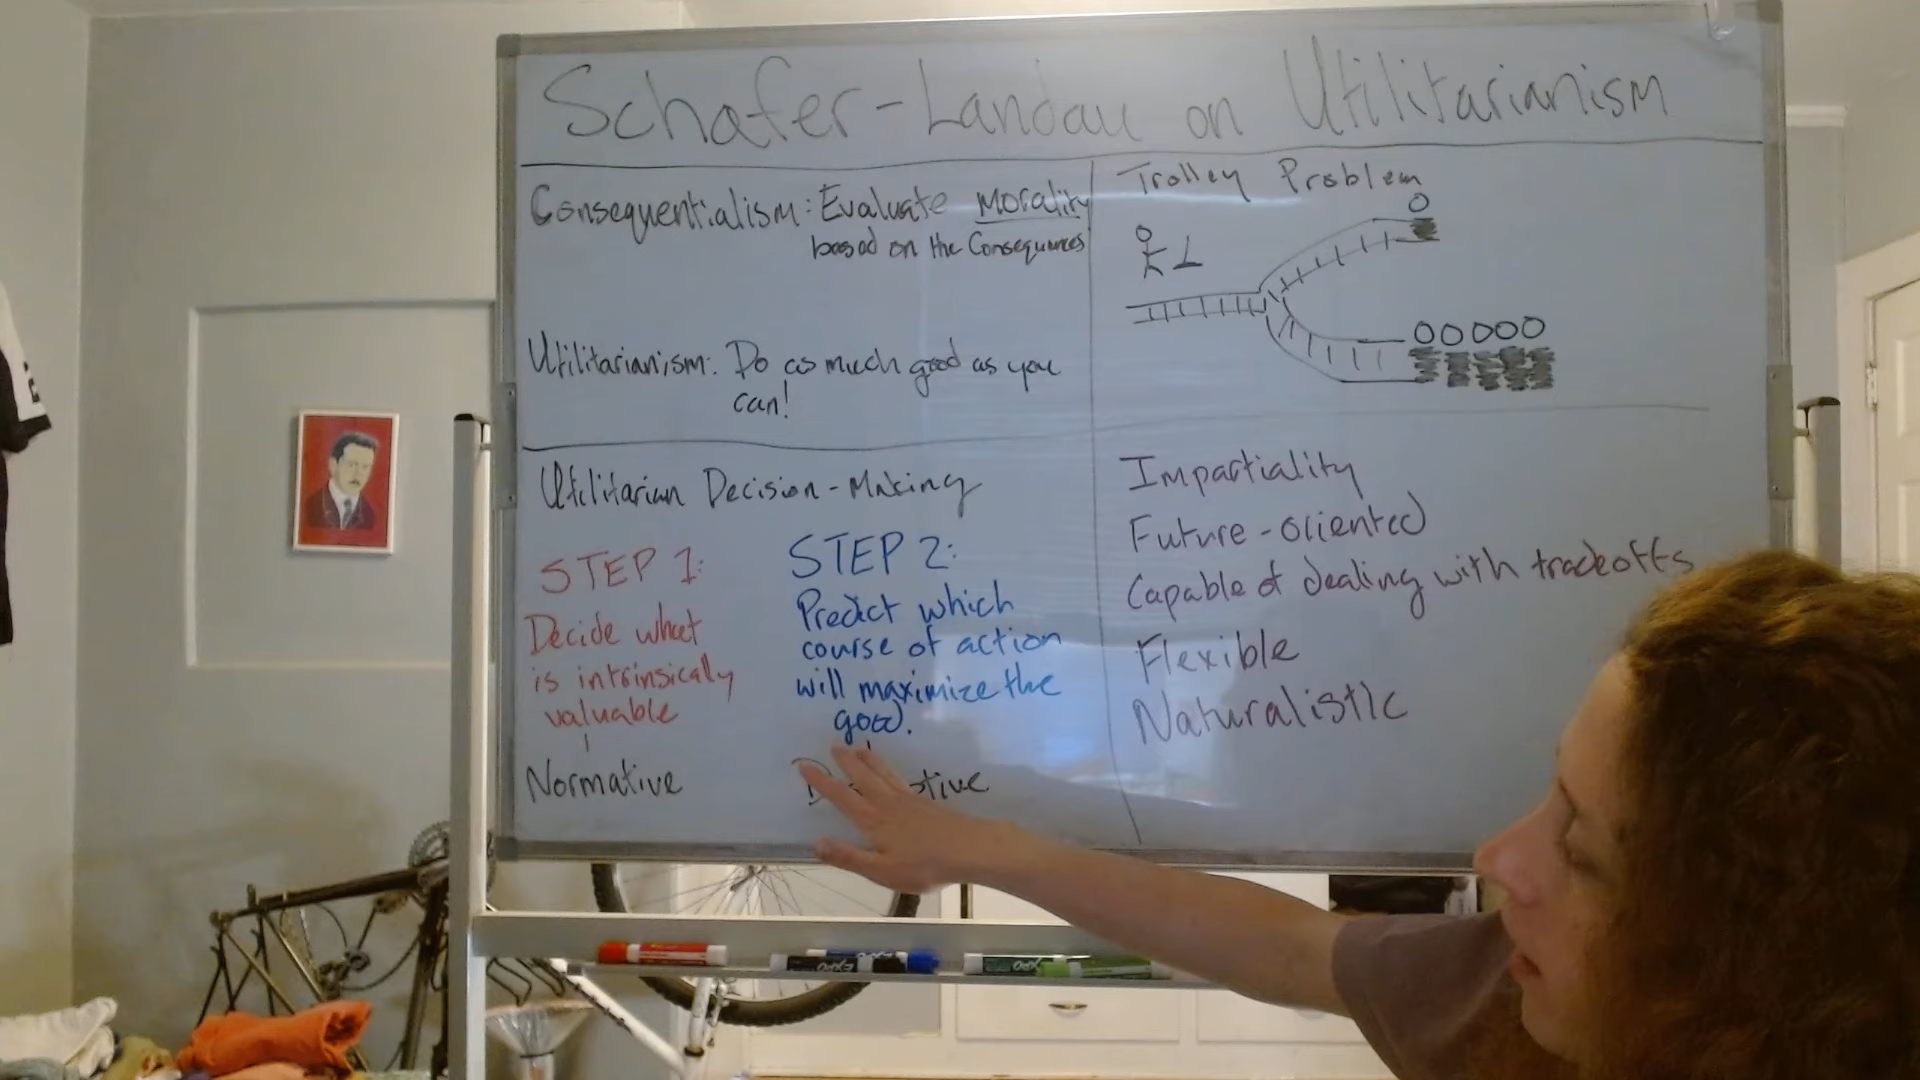 Schafer-Landau on Utilitarianism
Consequentialism: Evaluate morality
based on the Consequences
Utilitarianism: Do as much good as you
can!
Trolley Problem
Utilitarian Decision-Making
STEP 1:
Decide what
is intrinsically
valuable
Normative
STEP 2:
Predict which
course of action
will maximize the
good.
Impartiality
Future-oriented
Capable of dealing with tradeoffs
Flexible
Naturalistic
EXPO